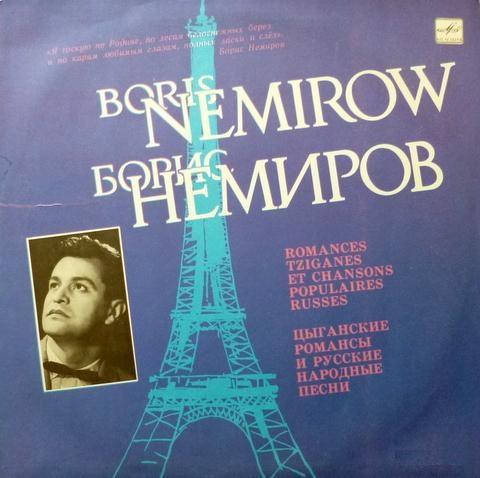 «Я тоскую по Родине, по лесам белоснежных берез
и по карим любимым глазам, полных ласки и слёз».
Борис Немиров
BORIS
NEMIROW
БОРИС
НЕМИРОВ
ROMANCES
TZIGANES
ET CHANSONS
POPULAIRES
RUSSES
ЦЫГАНСКИЕ
РОМАНСЫ
И РУССКИЕ
НАРОДНЫЕ
ПЕСНИ